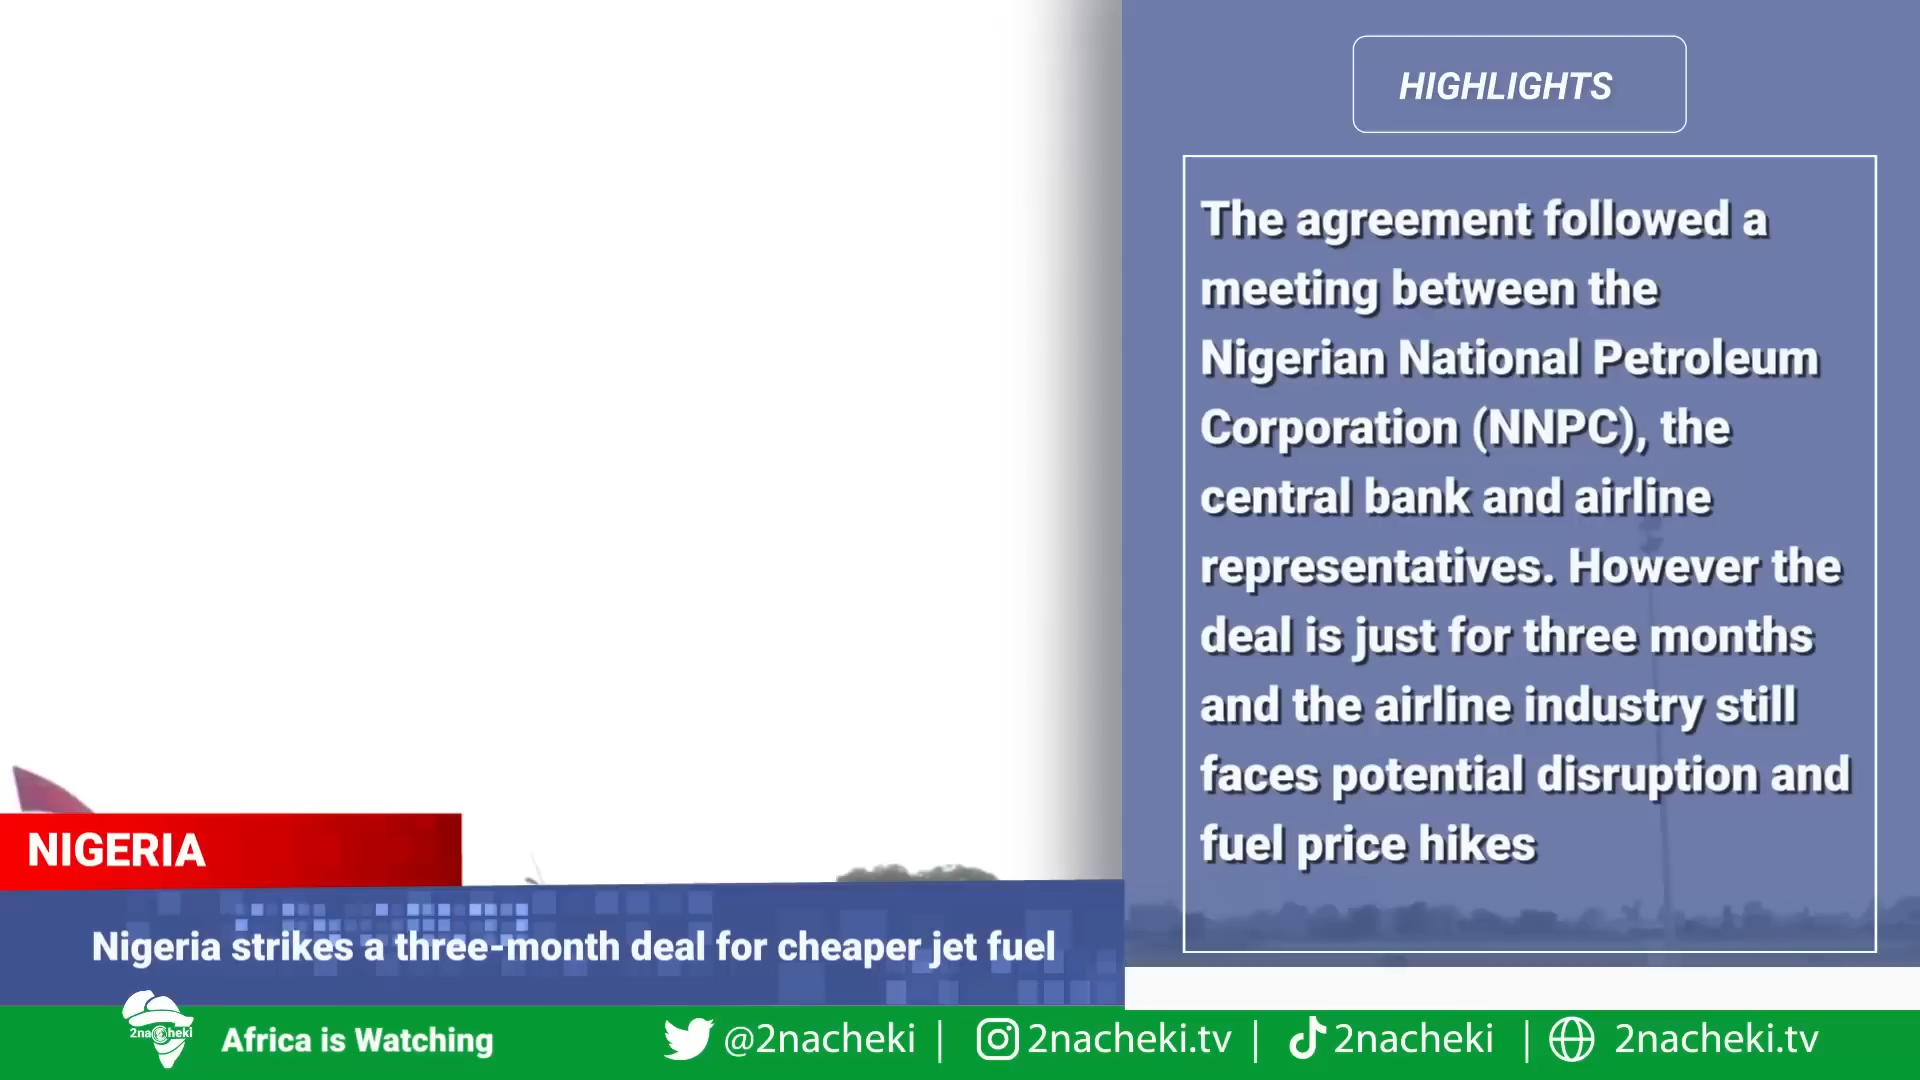 HIGHLIGHTS
The agreement followed a
meeting between the
Nigerian National Petroleum
Corporation (NNPC), the
central bank and airline
representatives. However the
deal is just for three months
and the airline industry still
faces potential disruption and
fuel price hikes
NIGERIA
Nigeria strikes a three-month deal for cheaper jet fuel
2nacheki
Africa is Watching
@2nacheki | 2nacheki.tv | 2nacheki | 2nacheki.tv